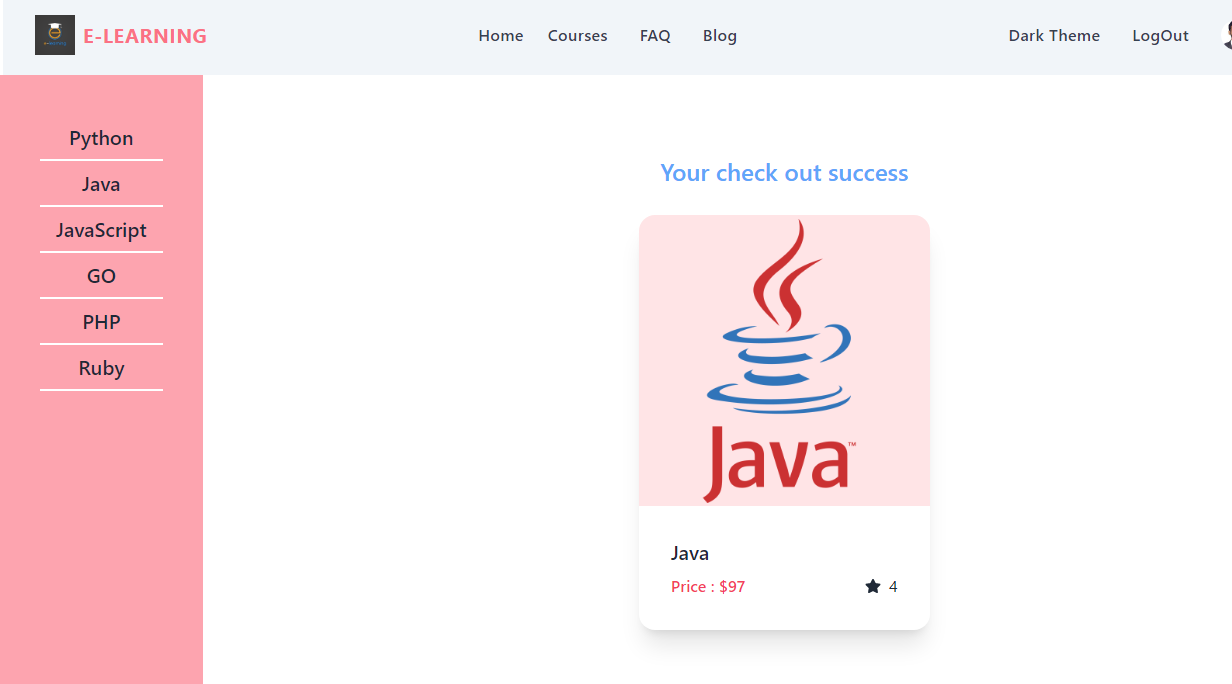 E-LEARNING
Home Courses FAQ Blog Dark Theme LogOut
Python
Java
JavaScript
GO
PHP
Ruby
Your check out success
Java™
Java
Price : $97 4